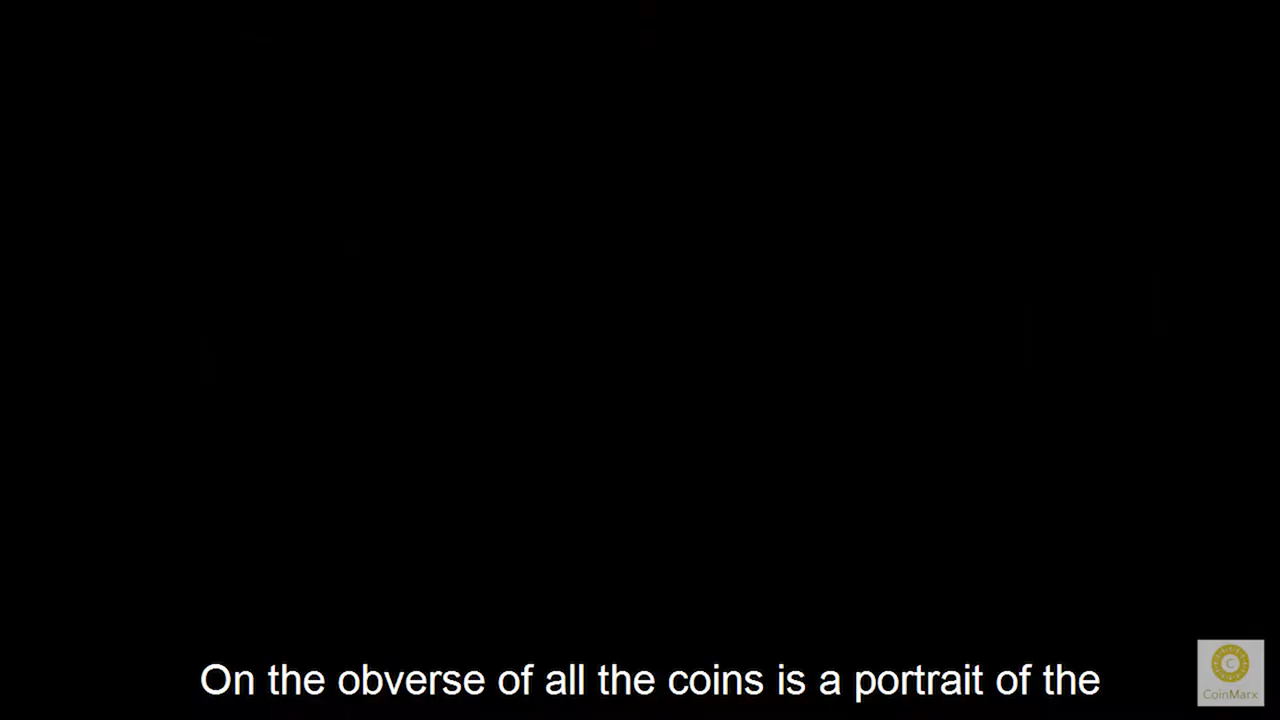 On the obverse of all the coins is a portrait of the
C
CoinMarx